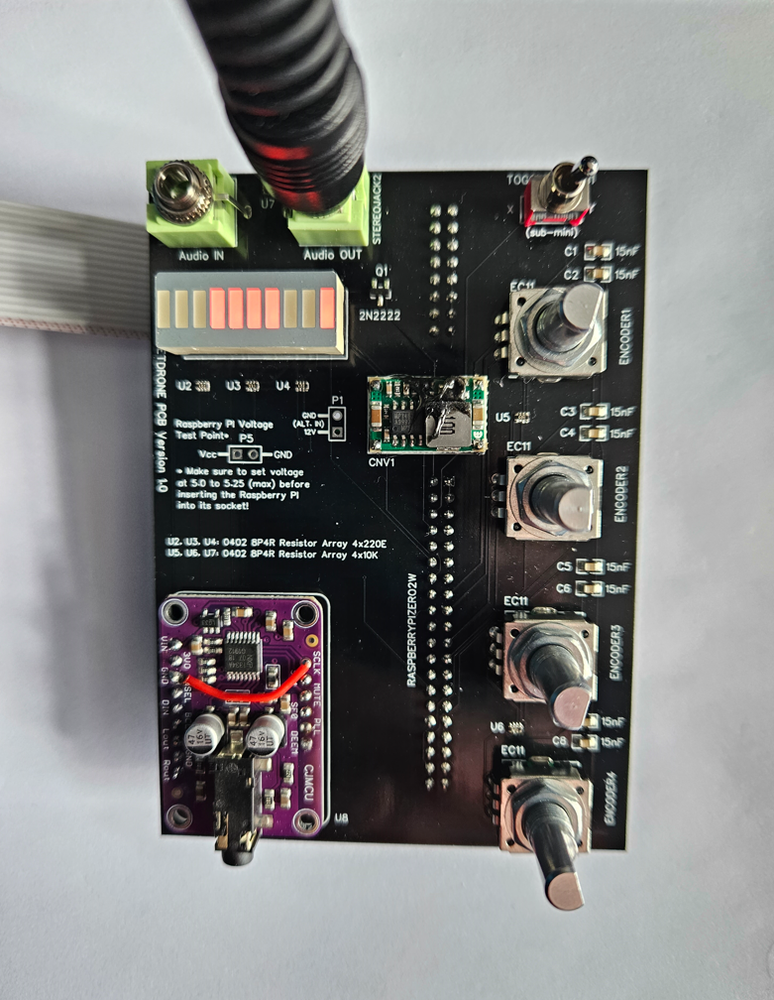 U7
STEREOJACK2
Audio IN
Audio OUT
(sub-mini)
Q1
2N2222
C1 15nF
C2 15nF
EC11
ENCODER1
U2
U3
U4
PCB Version 1.0
P1
GND
(ALT. IN)
12V
Raspberry PI Voltage
Test Point
P5
Vcc
GND
Make sure to set voltage
at 5.0 to 5.25 (max) before
inserting the Raspberry PI
into its socket!
CNV1
U5
C3 15nF
C4 15nF
EC11
ENCODER2
U2, U3, U4: 0402 8P4R Resistor Array 4x220E
U5, U6, U7: 0402 8P4R Resistor Array 4x10K
RASPBERRYPIZERO2W
C5 15nF
C6 15nF
EC11
ENCODER3
VIN
3VO
GND
DIN
Lout
Rout
SCLK
MUTE
PLL
DEEM
CJMCU
47
16V
UT
47
16V
UT
U6
15nF
C8 15nF
EC11
ENCODER4
U8